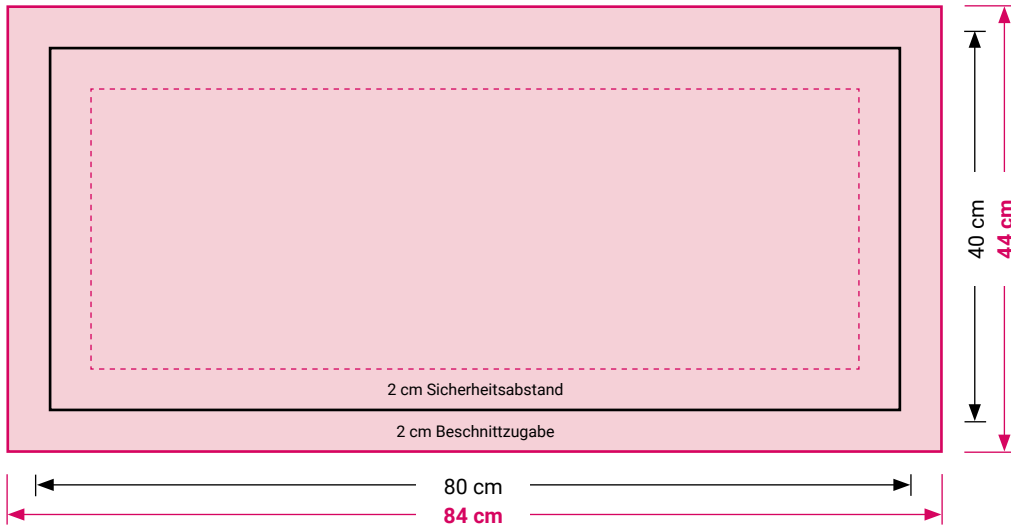 40 cm
44 cm
2 cm Sicherheitsabstand
2 cm Beschnittzugabe
80 cm
84 cm